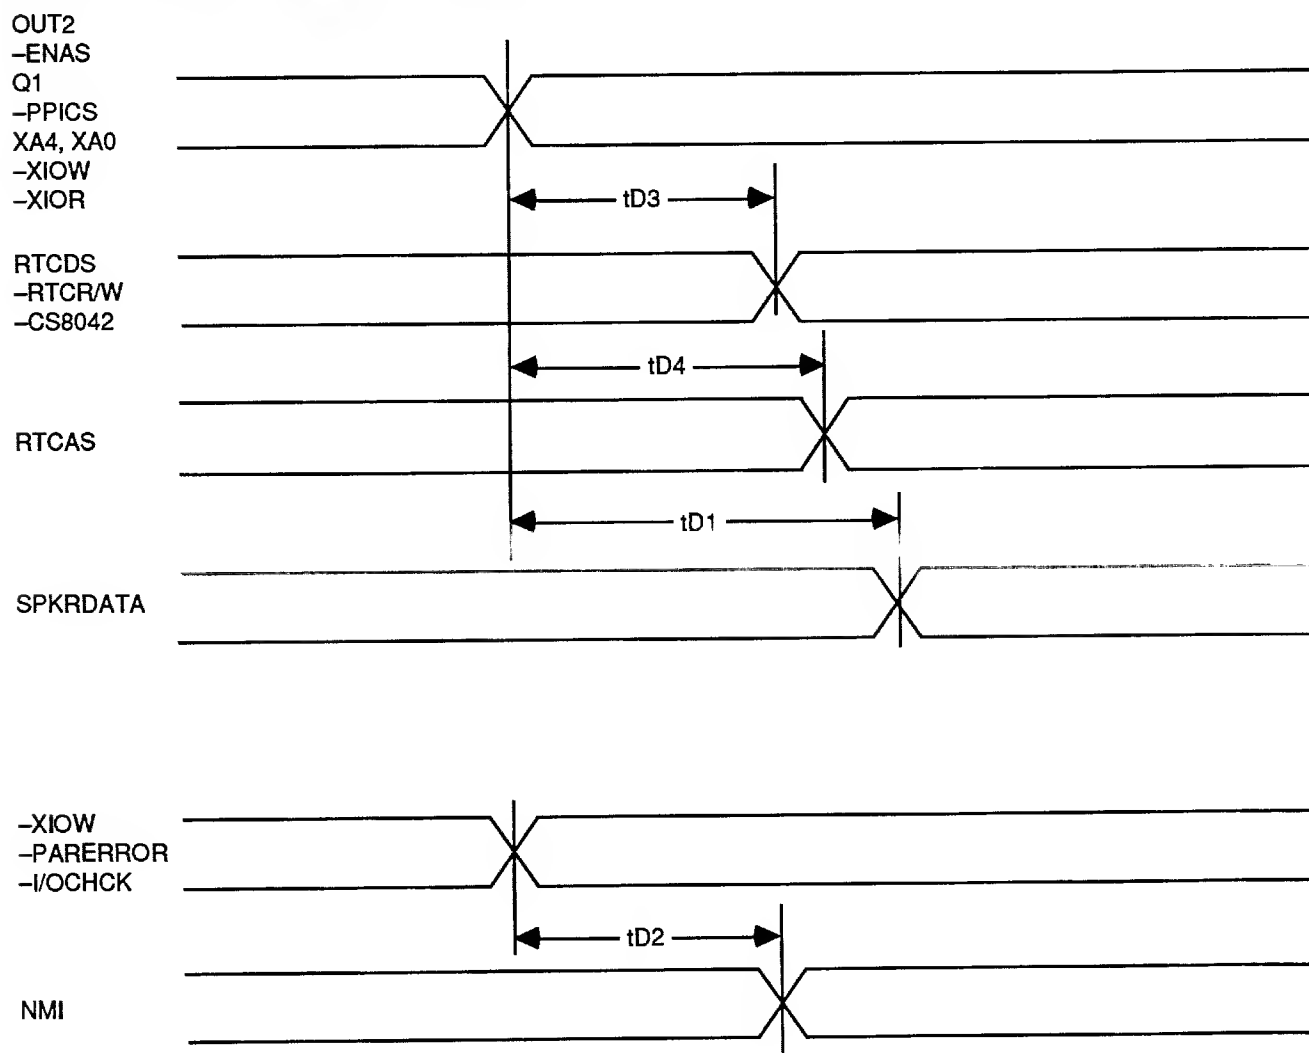 OUT2
–ENAS
Q1
–PPICS
XA4, XA0
–XIOW
–XIOR
tD3
RTCDS
–RTCR/W
–CS8042
tD4
RTCAS
tD1
SPKRDATA
–XIOW
–PARERROR
–I/OCHCK
tD2
NMI